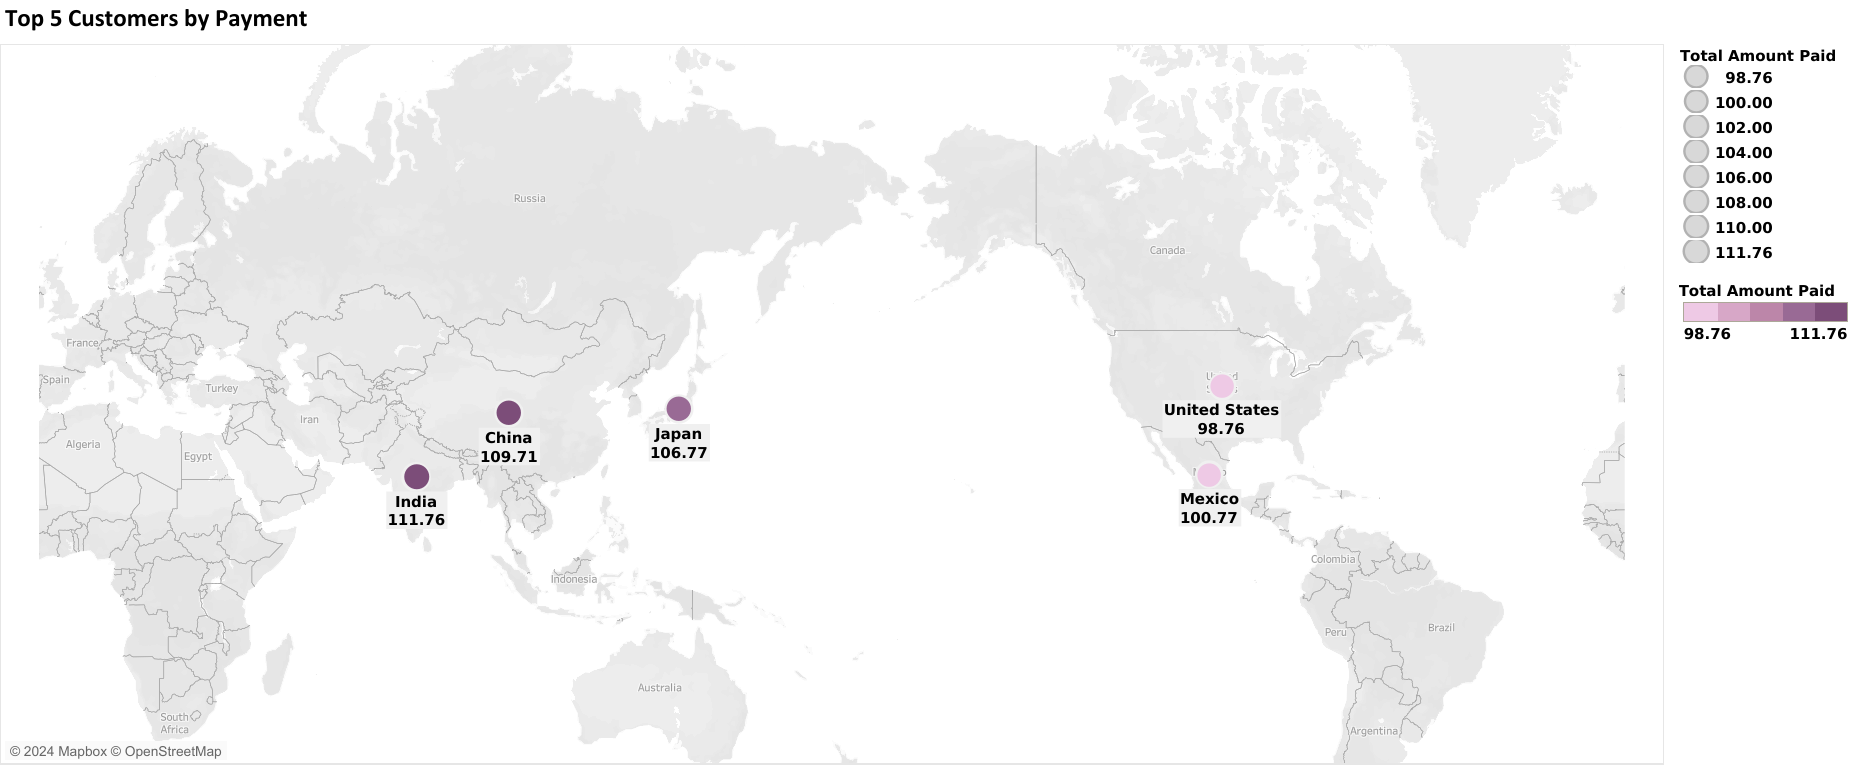 Top 5 Customers by Payment
Russia
Canada
France
Spain
Turkey
Iran
Algeria
Egypt
China
109.71
Japan
106.77
India
111.76
United States
98.76
Mexico
100.77
Indonesia
Colombia
Peru
Brazil
Australia
South
Africa
Argentina
© 2024 Mapbox © OpenStreetMap
Total Amount Paid
98.76
100.00
102.00
104.00
106.00
108.00
110.00
111.76
Total Amount Paid
98.76 111.76